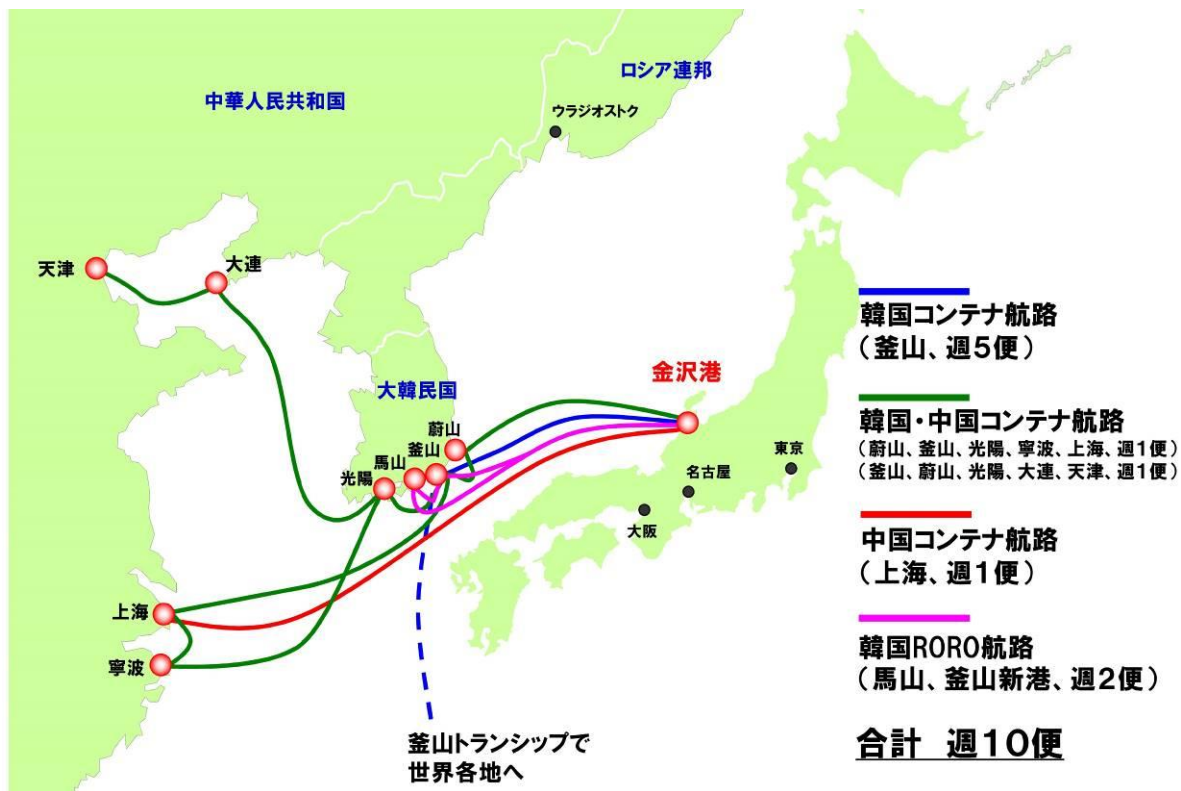 ロシア連邦
中華人民共和国
ウラジオストク
天津
大連
大韓民国
金沢港
蔚山
釜山
馬山
光陽
東京
名古屋
大阪
上海
寧波
釜山トランシップで
世界各地へ
韓国コンテナ航路
(釜山、週5便)
韓国・中国コンテナ航路
(蔚山、釜山、光陽、寧波、上海、週1便)
(釜山、蔚山、光陽、大連、天津、週1便)
中国コンテナ航路
(上海、週1便)
韓国RORO航路
(馬山、釜山新港、週2便)
合計 週10便